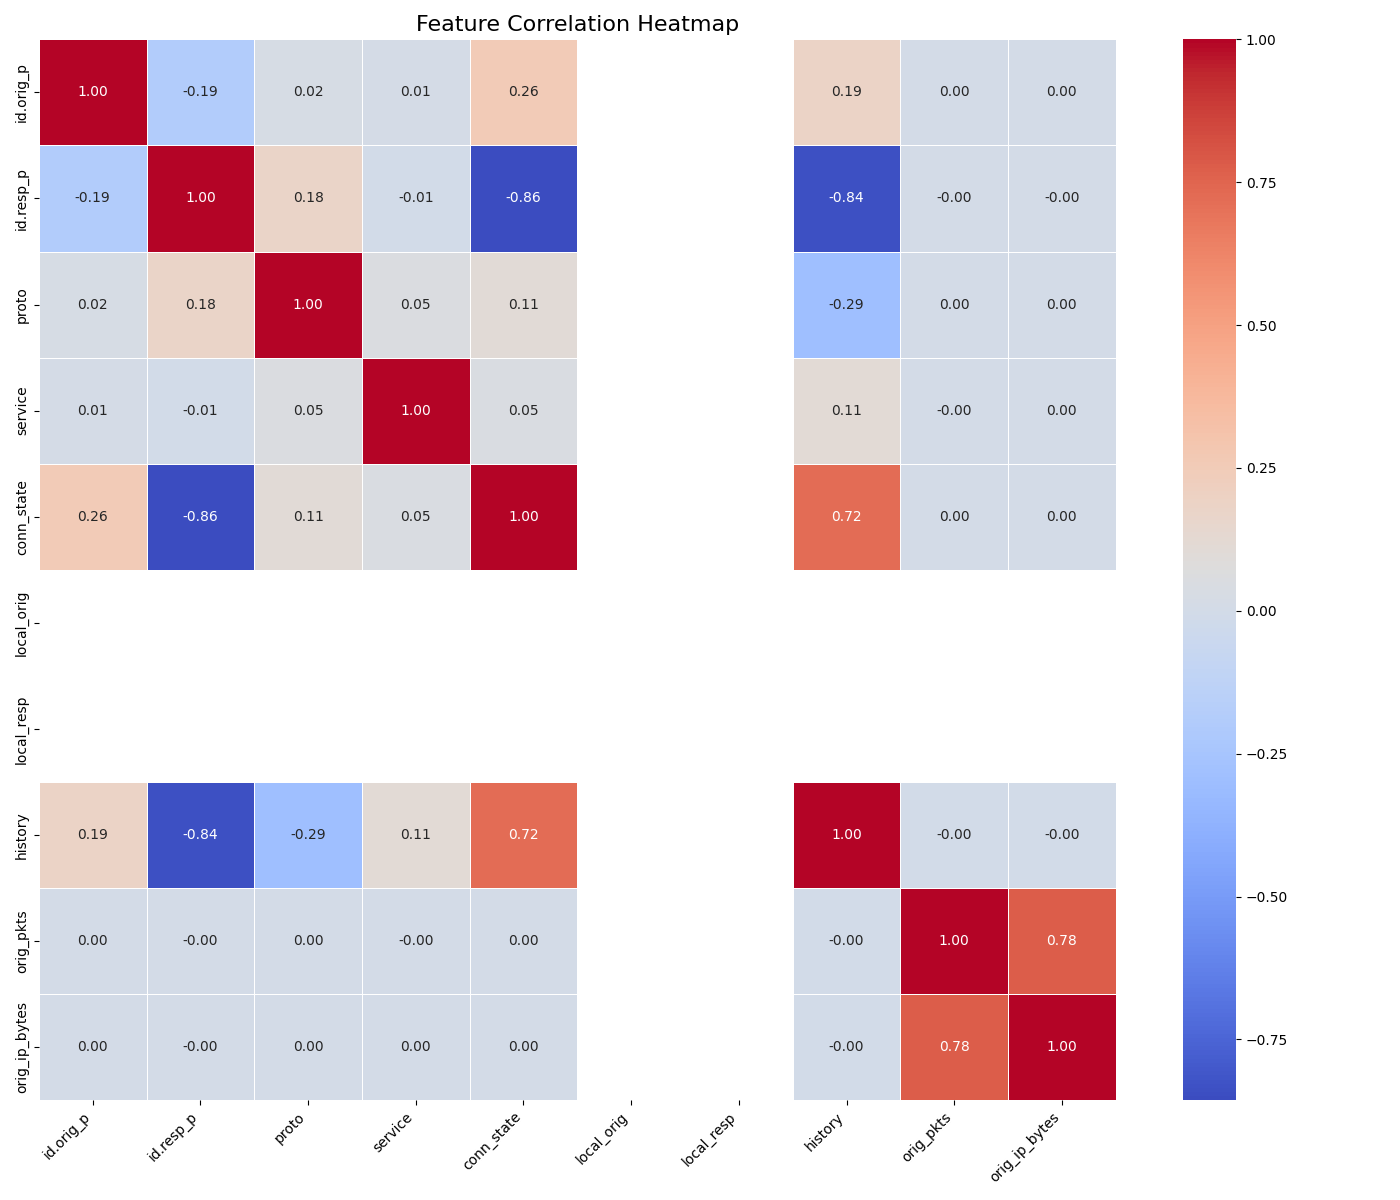 Feature Correlation Heatmap
id.orig_p 1.00 -0.19 0.02 0.01 0.26 0.19 0.00 0.00
id.resp_p -0.19 1.00 0.18 -0.01 -0.86 -0.84 -0.00 -0.00
proto 0.02 0.18 1.00 0.05 0.11 -0.29 0.00 0.00
service 0.01 -0.01 0.05 1.00 0.05 0.11 -0.00 0.00
conn_state 0.26 -0.86 0.11 0.05 1.00 0.72 0.00 0.00
local_orig
local_resp
history 0.19 -0.84 -0.29 0.11 0.72 1.00 -0.00 -0.00
orig_pkts 0.00 -0.00 0.00 -0.00 0.00 -0.00 1.00 0.78
orig_ip_bytes 0.00 -0.00 0.00 0.00 0.00 -0.00 0.78 1.00
id.orig_p id.resp_p proto service conn_state local_orig local_resp history orig_pkts orig_ip_bytes
1.00
0.75
0.50
0.25
0.00
−0.25
−0.50
−0.75